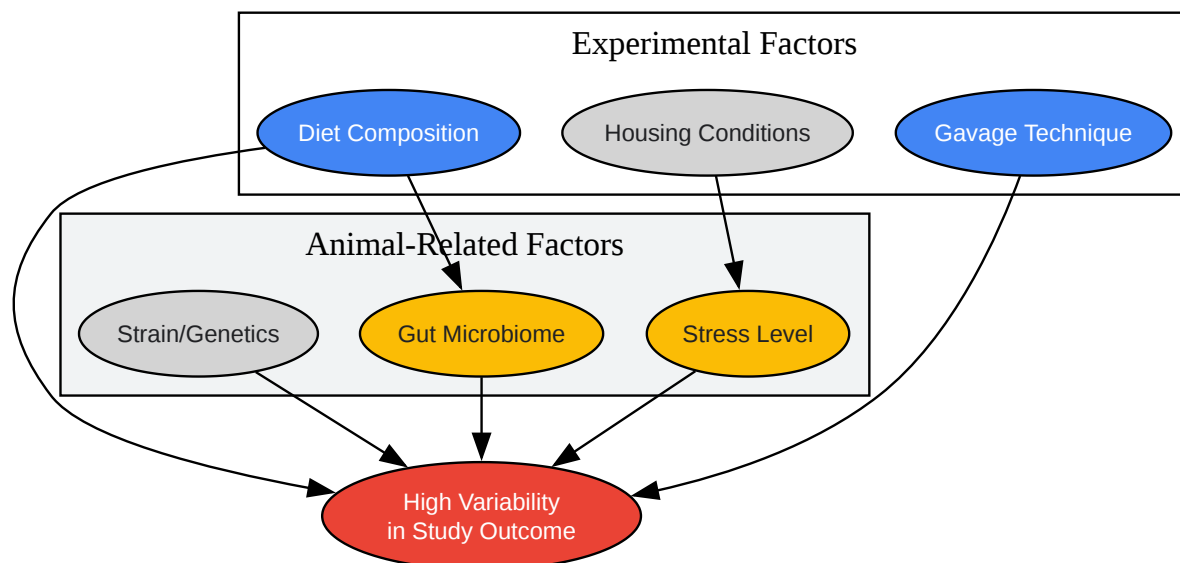 Experimental Factors
Diet Composition
Housing Conditions
Gavage Technique
Animal-Related Factors
Strain/Genetics
Gut Microbiome
Stress Level
High Variability
in Study Outcome